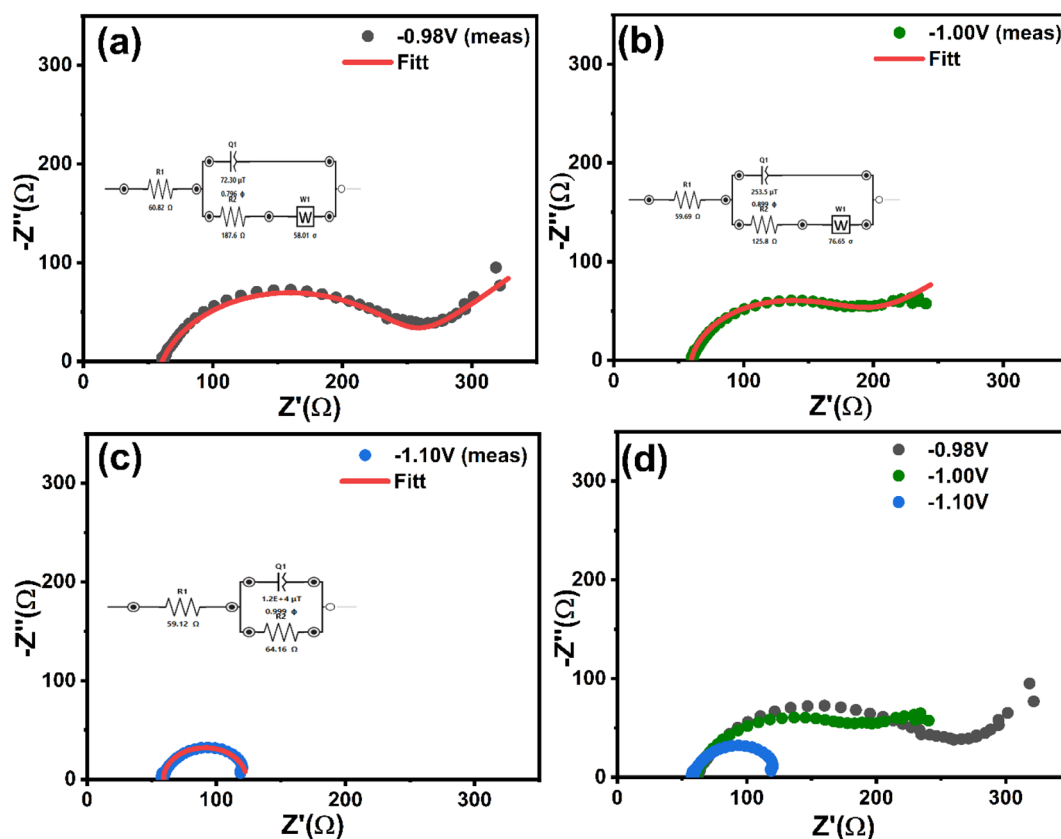 (a)
-0.98V (meas)
Fitt
300
200
100
0
-Z''(Ω)
Q1
72.30 µT
0.796 ϕ
R1
60.82 Ω
R2
187.6 Ω
W1
58.01 σ
0 100 200 300
Z'(Ω)
(b)
-1.00V (meas)
Fitt
300
200
100
0
-Z''(Ω)
Q1
253.5 µT
0.899 ϕ
R1
59.69 Ω
R2
125.8 Ω
W1
76.65 σ
0 100 200 300
Z'(Ω)
(c)
-1.10V (meas)
Fitt
300
200
100
0
-Z''(Ω)
Q1
1.2E+4 µT
0.999 ϕ
R1
59.12 Ω
R2
64.16 Ω
0 100 200 300
Z'(Ω)
(d)
-0.98V
-1.00V
-1.10V
300
200
100
0
-Z''(Ω)
0 100 200 300
Z'(Ω)